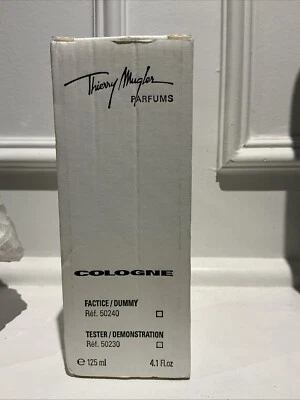 Thierry Mugler
PARFUMS
COLOGNE
FACTICE / DUMMY
Réf. 50240 □
TESTER / DEMONSTRATION
Réf. 50230 □
℮ 125 ml 4.1 Fl.oz